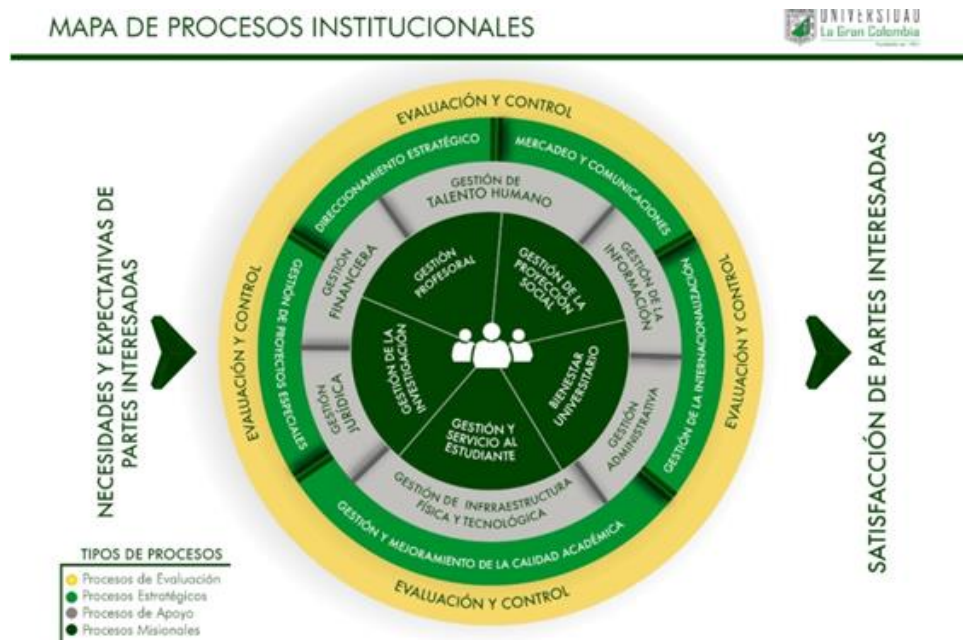 MAPA DE PROCESOS INSTITUCIONALES
UNIVERSIDAD
La Gran Colombia
NECESIDADES Y EXPECTATIVAS DE
PARTES INTERESADAS
EVALUACIÓN Y CONTROL
EVALUACIÓN Y CONTROL
EVALUACIÓN Y CONTROL
EVALUACIÓN Y CONTROL
DIRECCIONAMIENTO ESTRATÉGICO
MERCADEO Y COMUNICACIONES
GESTIÓN DE LA INTERNACIONALIZACIÓN
GESTIÓN Y MEJORAMIENTO DE LA CALIDAD ACADÉMICA
GESTIÓN DE PROYECTOS ESPECIALES
GESTIÓN DE
TALENTO HUMANO
GESTIÓN DE LA
INFORMACIÓN
GESTIÓN
ADMINISTRATIVA
GESTIÓN DE INFRRAESTRUCTURA
FÍSICA Y TECNOLÓGICA
GESTIÓN
JURÍDICA
GESTIÓN
FINANCIERA
GESTIÓN
PROFESORAL
GESTIÓN DE LA
PROYECCIÓN
SOCIAL
BIENESTAR
UNIVERSITARIO
GESTIÓN Y
SERVICIO AL
ESTUDIANTE
GESTIÓN DE LA
INVESTIGACIÓN
SATISFACCIÓN DE PARTES INTERESADAS
TIPOS DE PROCESOS
Procesos de Evaluación
Procesos Estratégicos
Procesos de Apoyo
Procesos Misionales